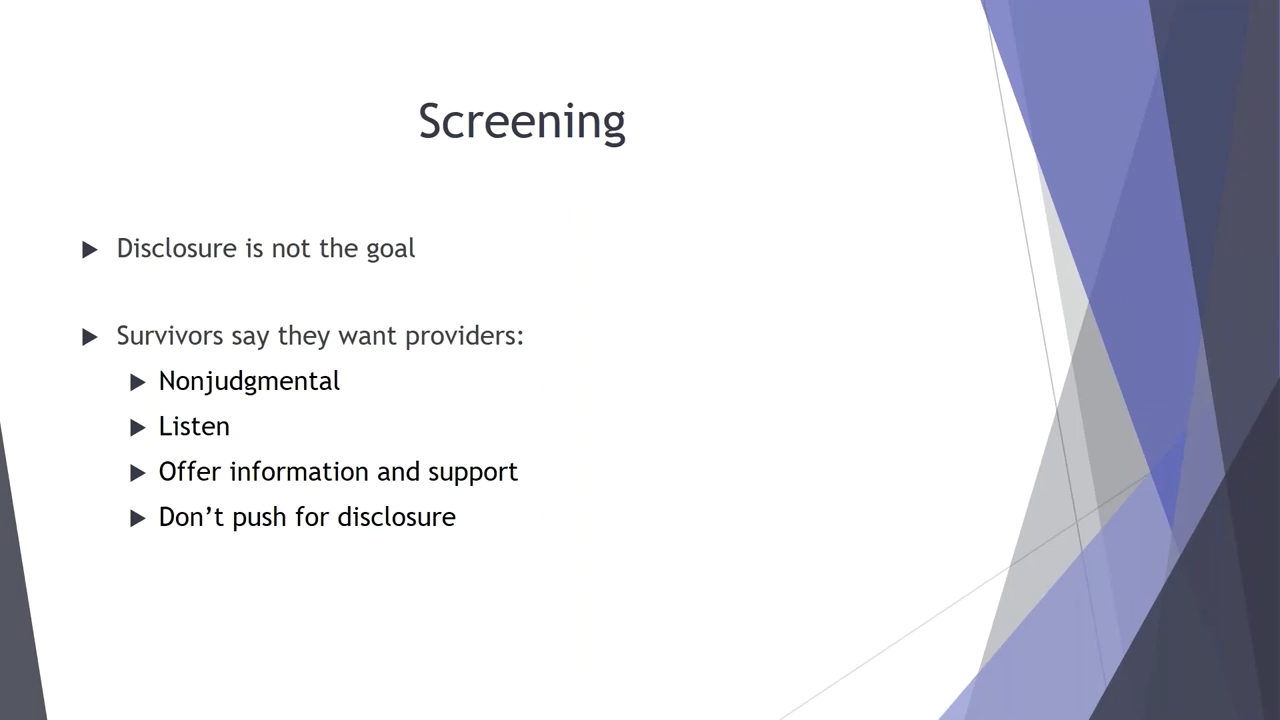 Screening
Disclosure is not the goal
Survivors say they want providers:
Nonjudgmental
Listen
Offer information and support
Don’t push for disclosure